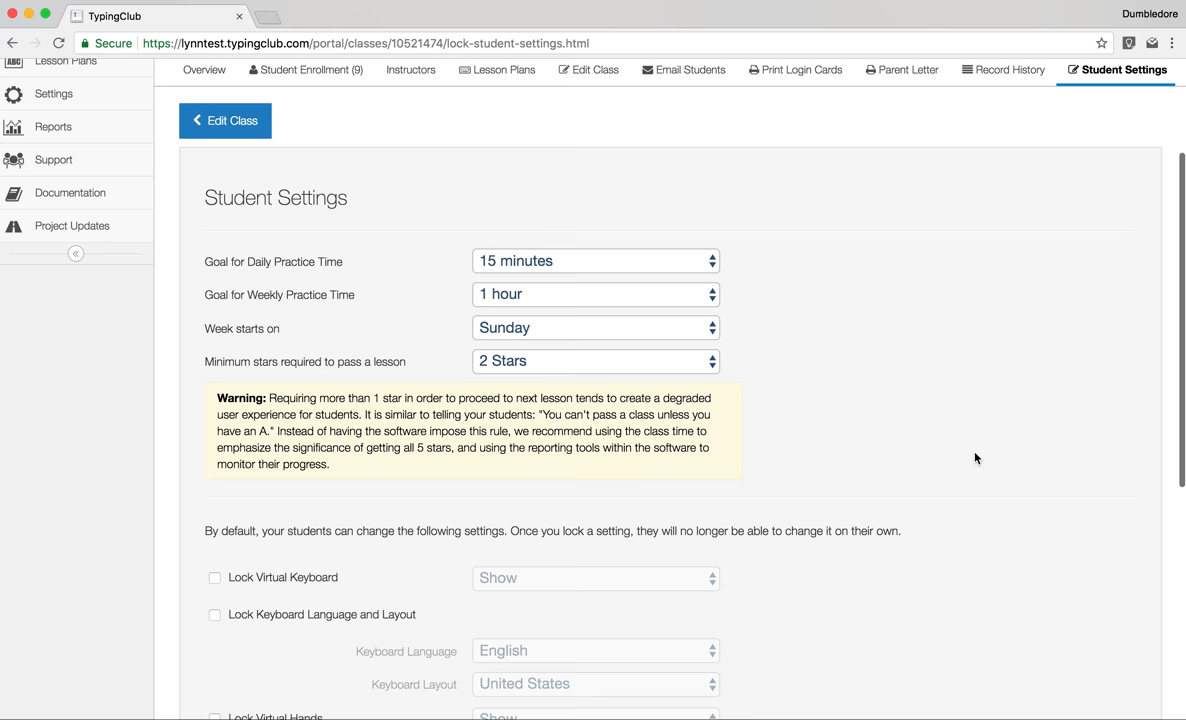 TypingClub
Dumbledore
Secure https://lynntest.typingclub.com/portal/classes/10521474/lock-student-settings.html
ABC Lesson Plans
Settings
Reports
Support
Documentation
Project Updates
Overview Student Enrollment (9) Instructors Lesson Plans Edit Class Email Students Print Login Cards Parent Letter Record History Student Settings
Edit Class
Student Settings
Goal for Daily Practice Time 15 minutes
Goal for Weekly Practice Time 1 hour
Week starts on Sunday
Minimum stars required to pass a lesson 2 Stars
Warning: Requiring more than 1 star in order to proceed to next lesson tends to create a degraded
user experience for students. It is similar to telling your students: "You can't pass a class unless you
have an A." Instead of having the software impose this rule, we recommend using the class time to
emphasize the significance of getting all 5 stars, and using the reporting tools within the software to
monitor their progress.
By default, your students can change the following settings. Once you lock a setting, they will no longer be able to change it on their own.
Lock Virtual Keyboard Show
Lock Keyboard Language and Layout
Keyboard Language English
Keyboard Layout United States
Lock Virtual Hands Show